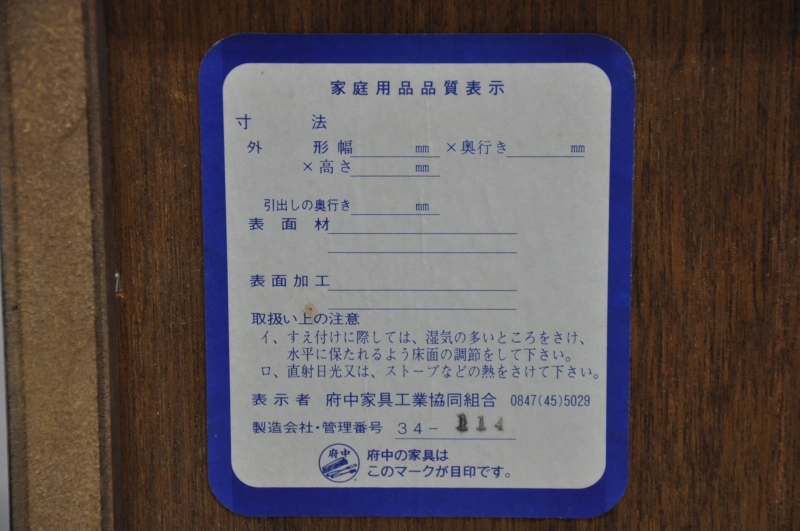 家庭用品品質表示
寸法
外形幅 mm ×奥行き mm
×高さ mm
引出しの奥行き mm
表面材
表面加工
取扱い上の注意
イ、すえ付けに際しては、湿気の多いところをさけ、
水平に保たれるよう床面の調節をして下さい。
ロ、直射日光又は、ストーブなどの熱をさけて下さい。
表示者 府中家具工業協同組合 0847(45)5029
製造会社・管理番号 34- 114
府中 府中の家具は
このマークが目印です。